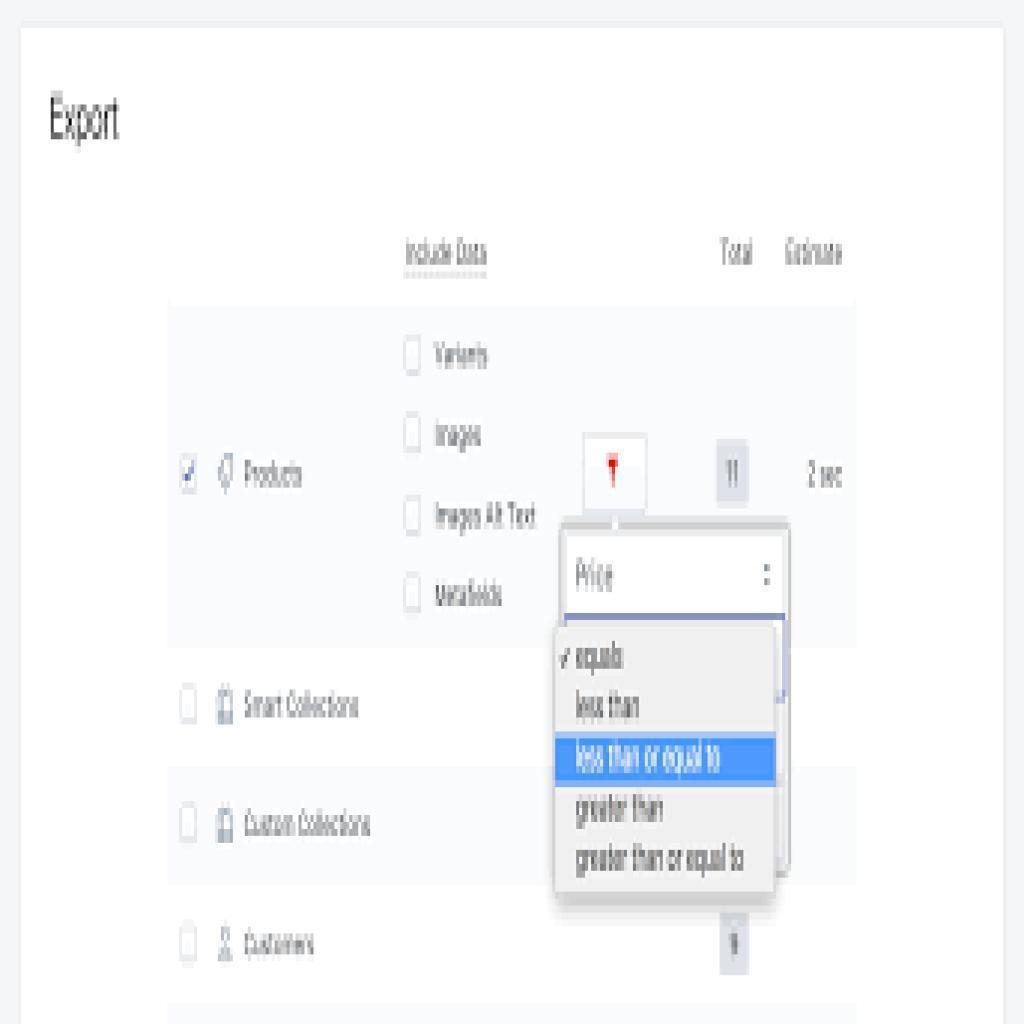 Export
Include Data Total Estimate
Variants
Images
Products 11 2 sec
Images Alt Text
Price
Metafields
✓ equals
less than
Smart Collections
less than or equal to
greater than
Custom Collections
greater than or equal to
Customers